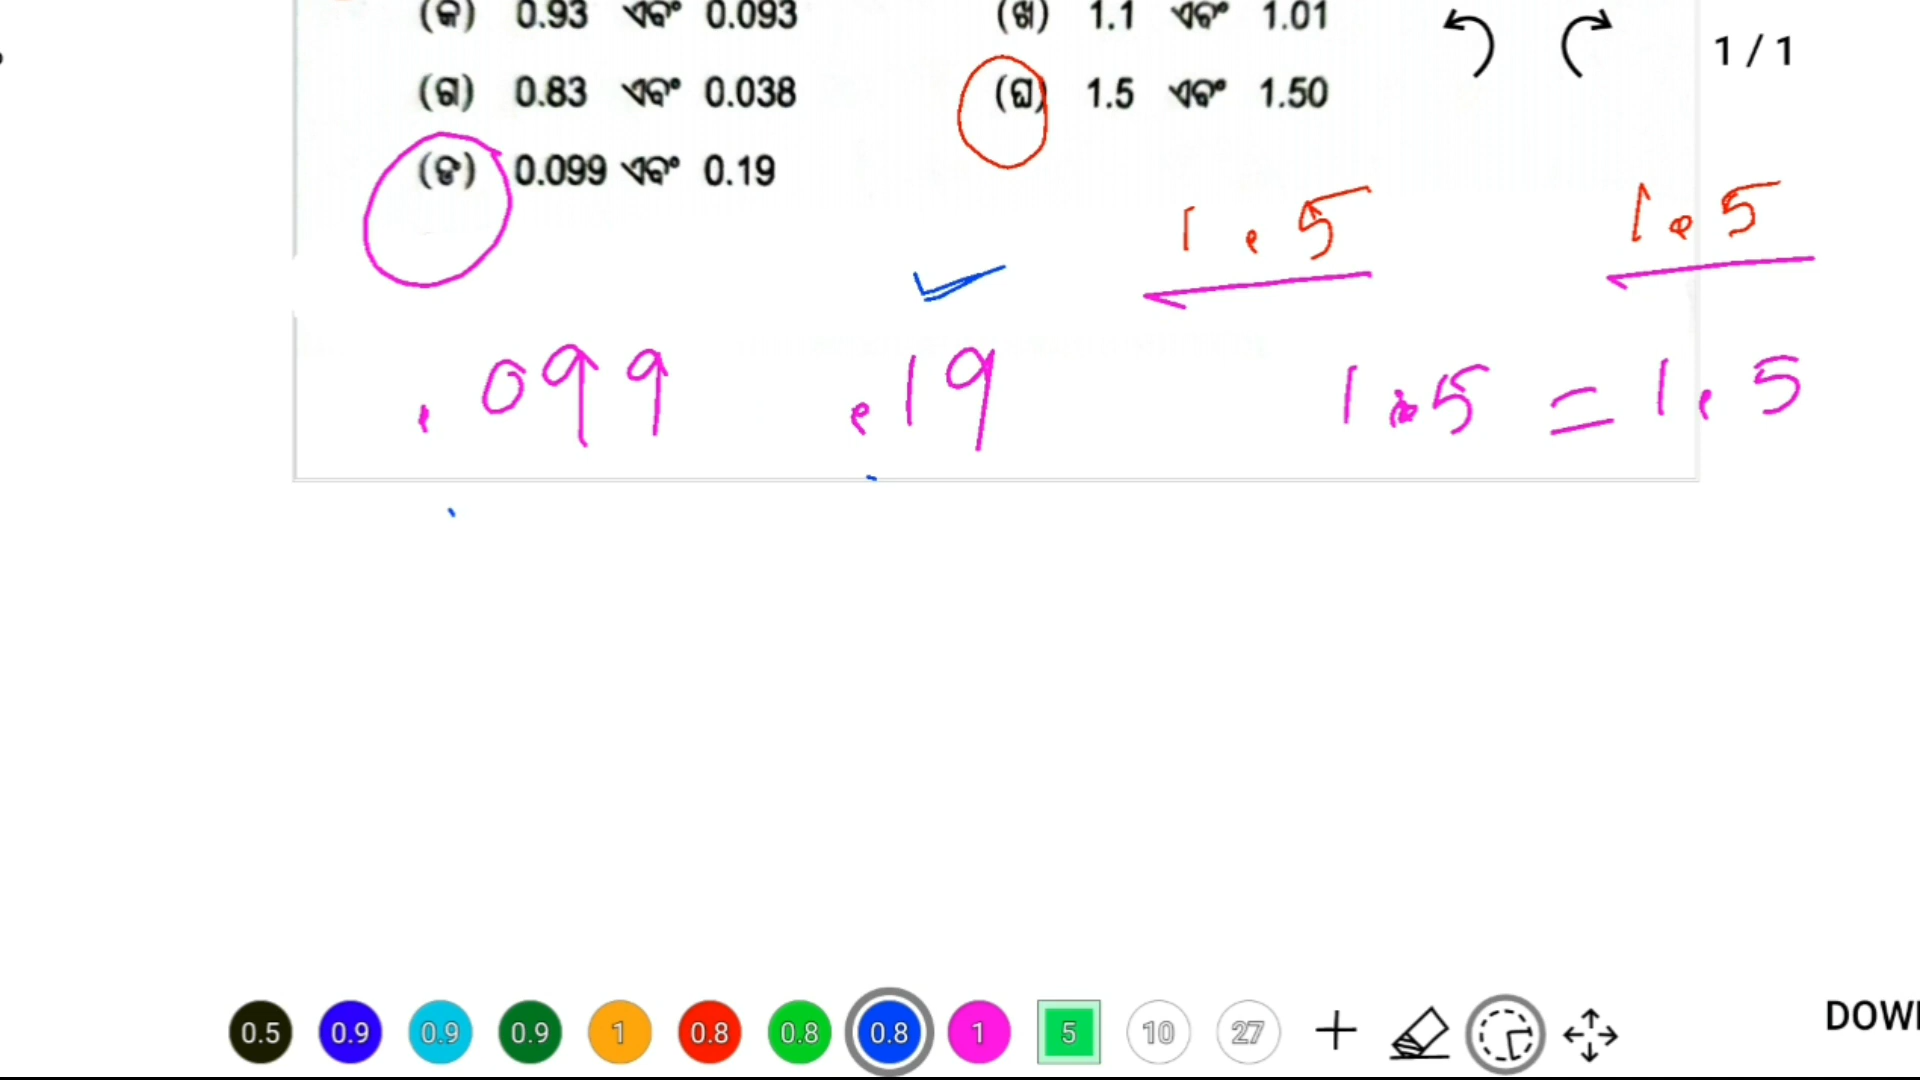 (କ) 0.93 ଏବଂ 0.093 (ଖ) 1.1 ଏବଂ 1.01
1 / 1
(ଗ) 0.83 ଏବଂ 0.038 (ଘ) 1.5 ଏବଂ 1.50
(ଙ) 0.099 ଏବଂ 0.19
1.5 1.5
.099 .19 1.5 = 1.5
0.5 0.9 0.9 0.9 1 0.8 0.8 0.8 1 5 10 27